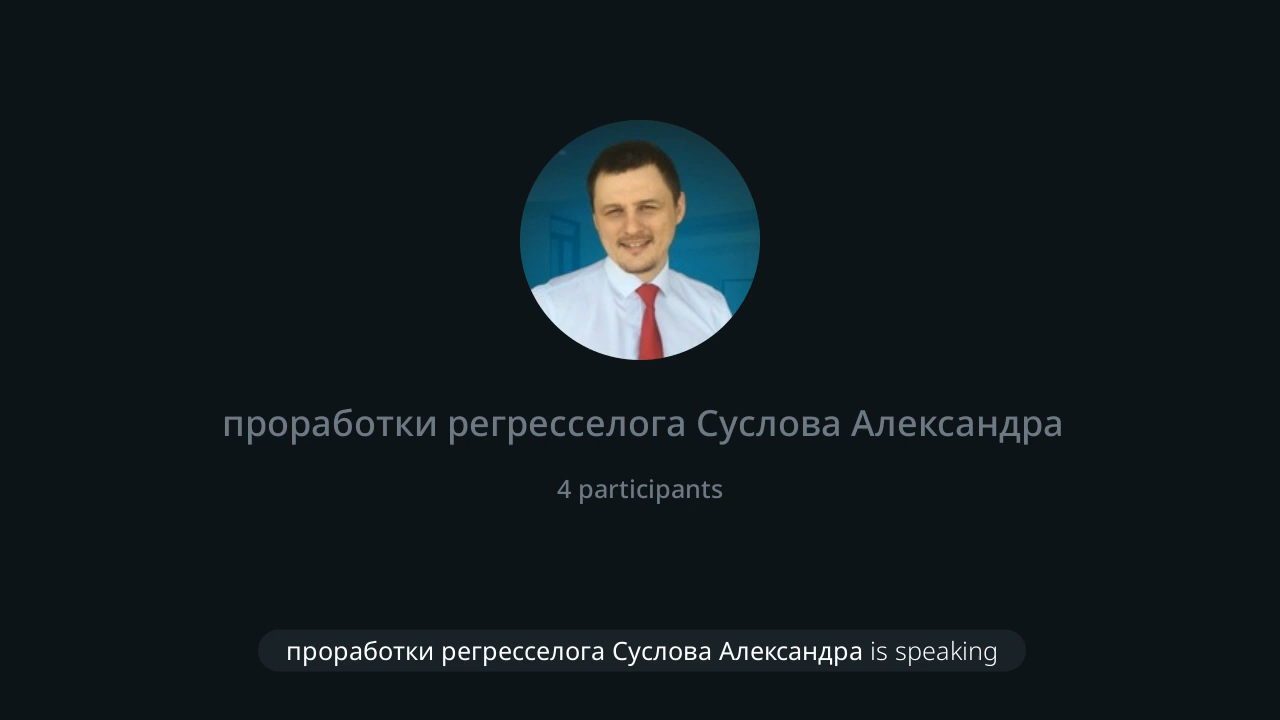 проработки регресселога Суслова Александра
4 participants
проработки регресселога Суслова Александра is speaking